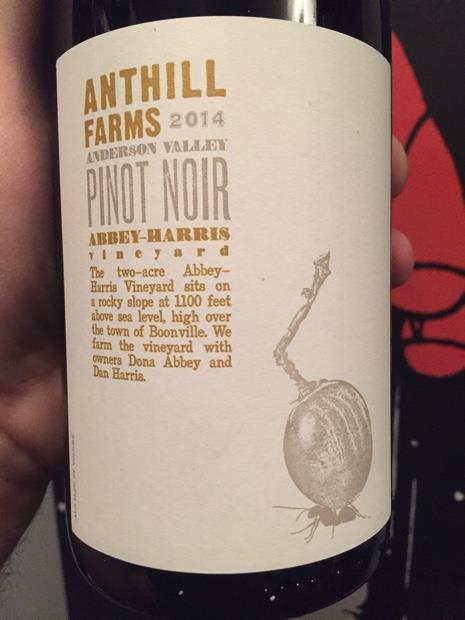 ANTHILL
FARMS 2014
ANDERSON VALLEY
PINOT NOIR
ABBEY-HARRIS
vineyard
The two-acre Abbey-
Harris Vineyard sits on
a rocky slope at 1100 feet
above sea level, high over
the town of Boonville. We
farm the vineyard with
owners Dona Abbey and
Dan Harris.